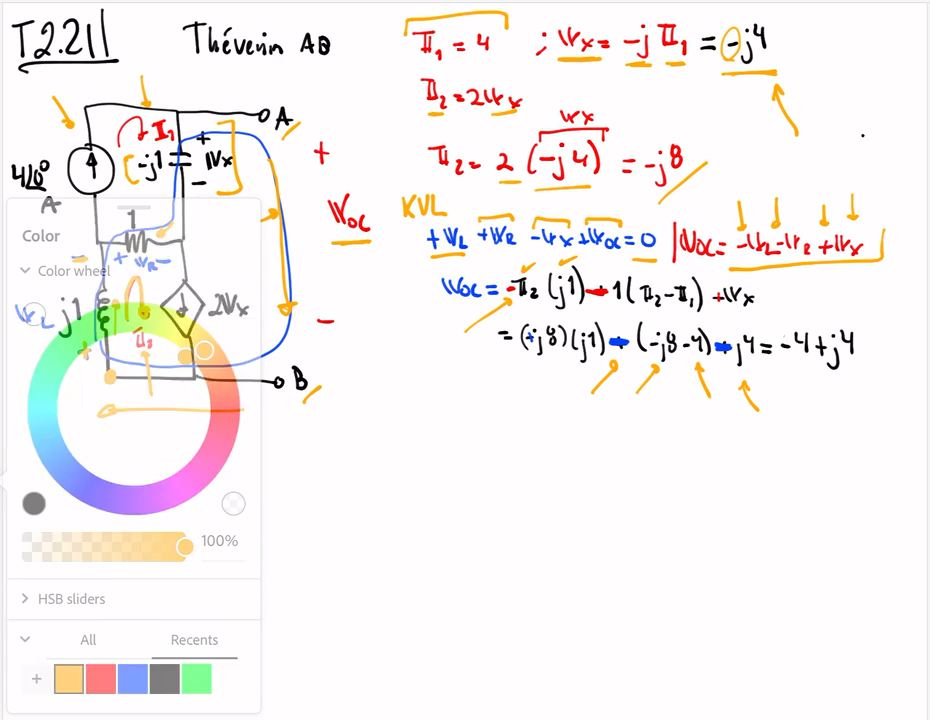 T2.211
Thévenin AB
I₁ = 4 ; Vx = -j I₁ = -j4
I₂ = 2Vx
Vx
I₂ = 2 (-j4) = -j8
KVL
+VL +VR -Vx +Voc = 0 Voc = -VL -VR +Vx
Voc = -I₂ (j1) - 1(I₂ - I₁) + Vx
= (+j8)(j1) - (-j8-4) - j4 = -4 + j4
A
I₁
+
-j1
Vx
-
4∠0°
A
+
Voc
-
1
- + VR -
VL
j1
+
I₂
2Vx
B
Color
Color wheel
100%
HSB sliders
All
Recents
+